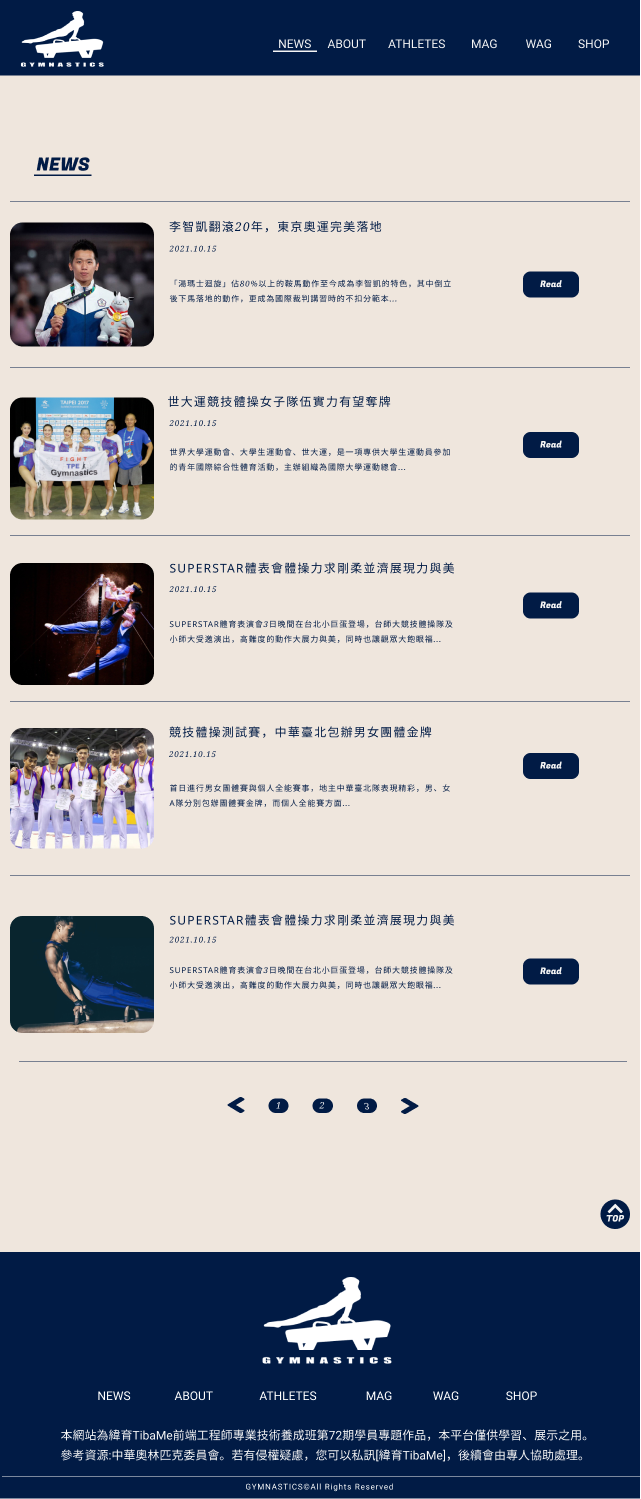 GYMNASTICS
NEWS ABOUT ATHLETES MAG WAG SHOP
NEWS
李智凱翻滾20年，東京奧運完美落地
2021.10.15
「湯瑪士迴旋」佔80%以上的鞍馬動作至今成為李智凱的特色，其中倒立
後下馬落地的動作，更成為國際裁判講習時的不扣分範本...
Read
TAIPEI 2017
FIGHT
TPE
Gymnastics
世大運競技體操女子隊伍實力有望奪牌
2021.10.15
世界大學運動會、大學生運動會、世大運，是一項專供大學生運動員參加
的青年國際綜合性體育活動，主辦組織為國際大學運動總會...
Read
SUPERSTAR體表會體操力求剛柔並濟展現力與美
2021.10.15
SUPERSTAR體育表演會3日晚間在台北小巨蛋登場，台師大競技體操隊及
小師大受邀演出，高難度的動作大展力與美，同時也讓觀眾大飽眼福...
Read
競技體操測試賽，中華臺北包辦男女團體金牌
2021.10.15
首日進行男女團體賽與個人全能賽事，地主中華臺北隊表現精彩，男、女
A隊分別包辦團體賽金牌，而個人全能賽方面...
Read
SUPERSTAR體表會體操力求剛柔並濟展現力與美
2021.10.15
SUPERSTAR體育表演會3日晚間在台北小巨蛋登場，台師大競技體操隊及
小師大受邀演出，高難度的動作大展力與美，同時也讓觀眾大飽眼福...
Read
1 2 3
TOP
GYMNASTICS
NEWS ABOUT ATHLETES MAG WAG SHOP
本網站為緯育TibaMe前端工程師專業技術養成班第72期學員專題作品，本平台僅供學習、展示之用。
參考資源:中華奧林匹克委員會。若有侵權疑慮，您可以私訊[緯育TibaMe]，後續會由專人協助處理。
GYMNASTICS©All Rights Reserved